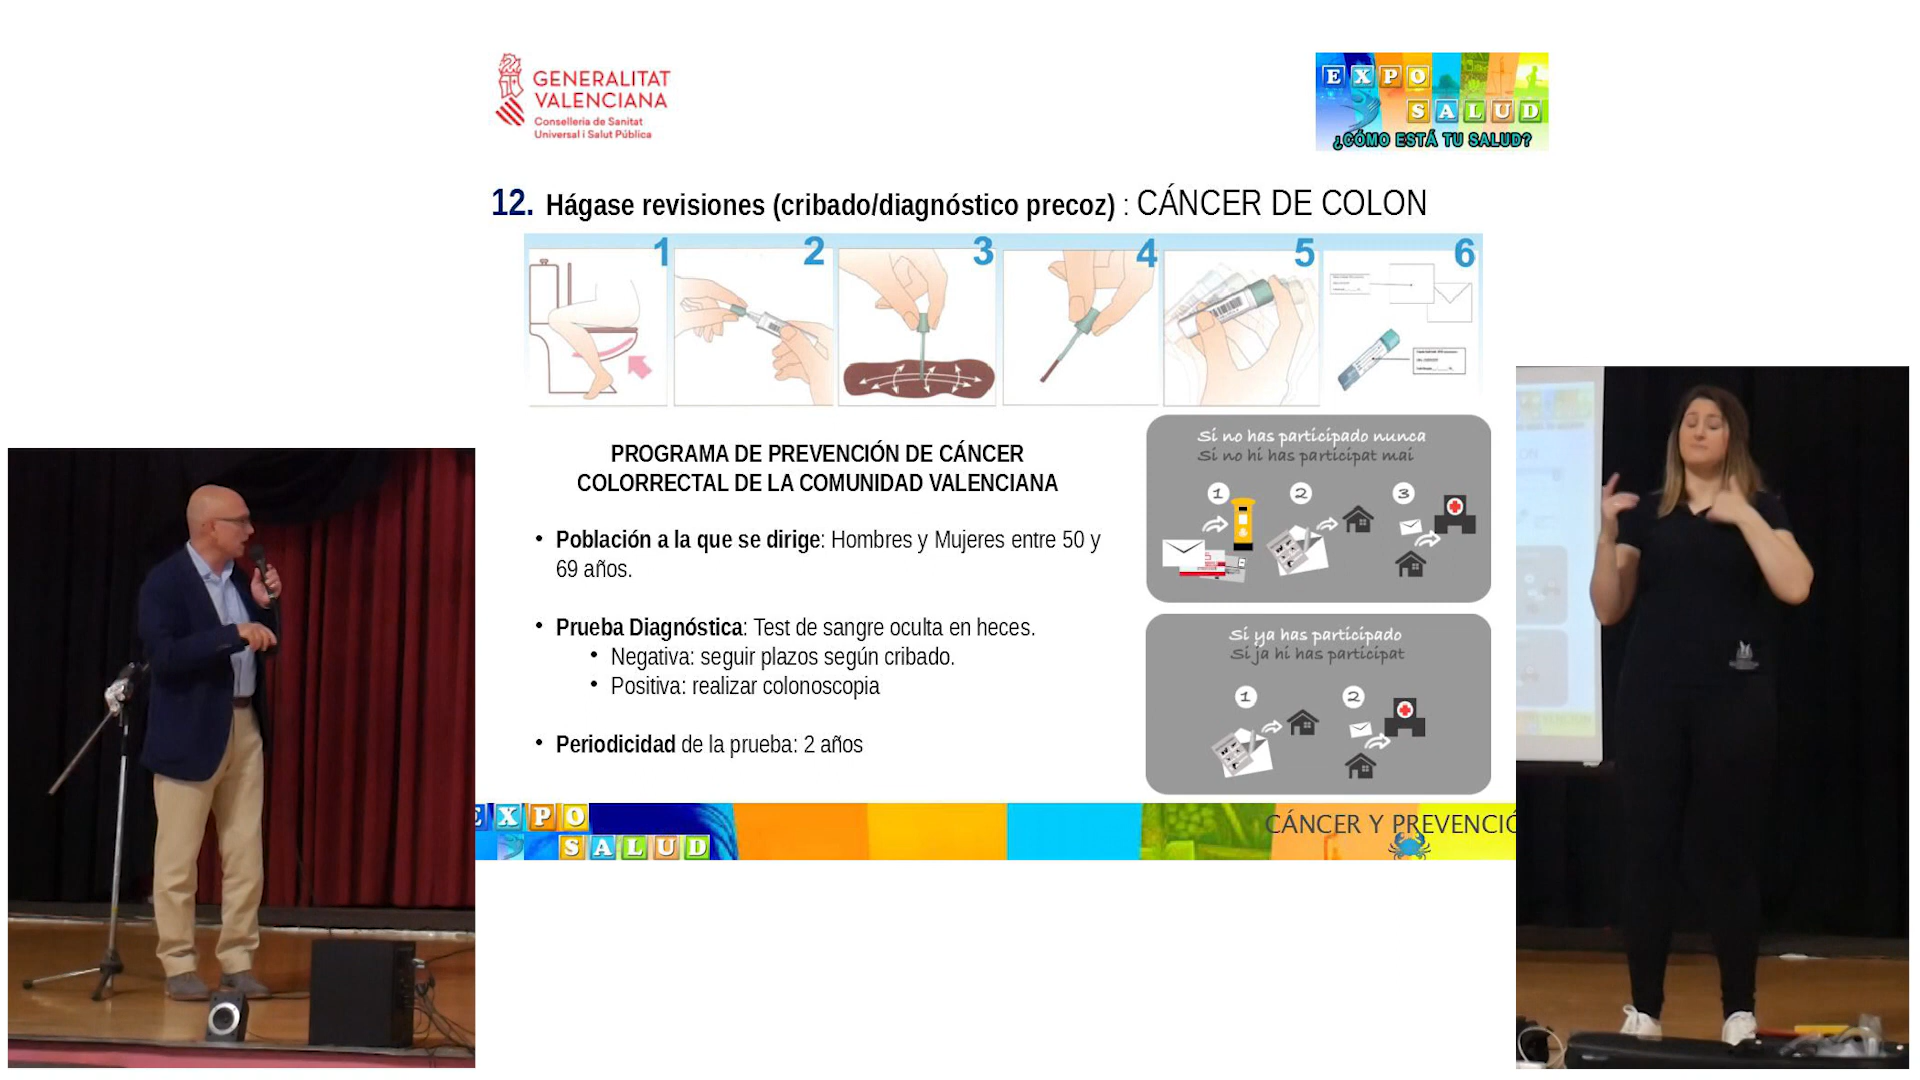 GENERALITAT
VALENCIANA
Conselleria de Sanitat
Universal i Salut Pública
EXPO
SALUD
¿CÓMO ESTÁ TU SALUD?
12. Hágase revisiones (cribado/diagnóstico precoz) : CÁNCER DE COLON
1 2 3 4 5 6
PROGRAMA DE PREVENCIÓN DE CÁNCER
COLORRECTAL DE LA COMUNIDAD VALENCIANA
• Población a la que se dirige: Hombres y Mujeres entre 50 y
69 años.
• Prueba Diagnóstica: Test de sangre oculta en heces.
• Negativa: seguir plazos según cribado.
• Positiva: realizar colonoscopia
• Periodicidad de la prueba: 2 años
Si no has participado nunca
Si no hi has participat mai
1 2 3
Si ya has participado
Si ja hi has participat
1 2
EXPO
SALUD
CÁNCER Y PREVENCIÓ